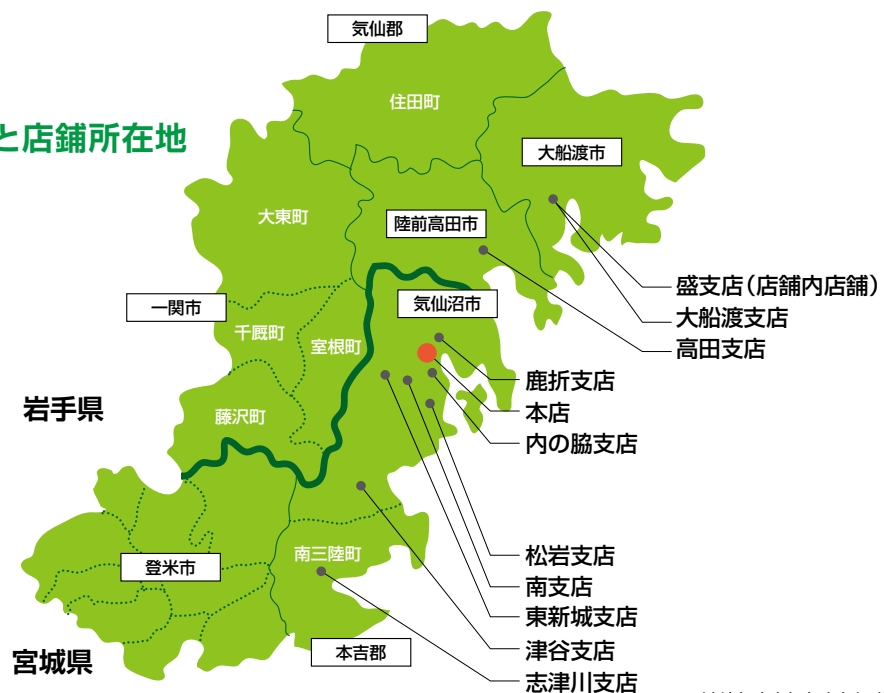 気仙郡
住田町
と店舗所在地
大船渡市
大東町
陸前高田市
盛支店(店舗内店舗)
一関市
気仙沼市
大船渡支店
千厩町
室根町
高田支店
鹿折支店
岩手県
藤沢町
本店
内の脇支店
松岩支店
南三陸町
登米市
南支店
東新城支店
宮城県
本吉郡
津谷支店
志津川支店